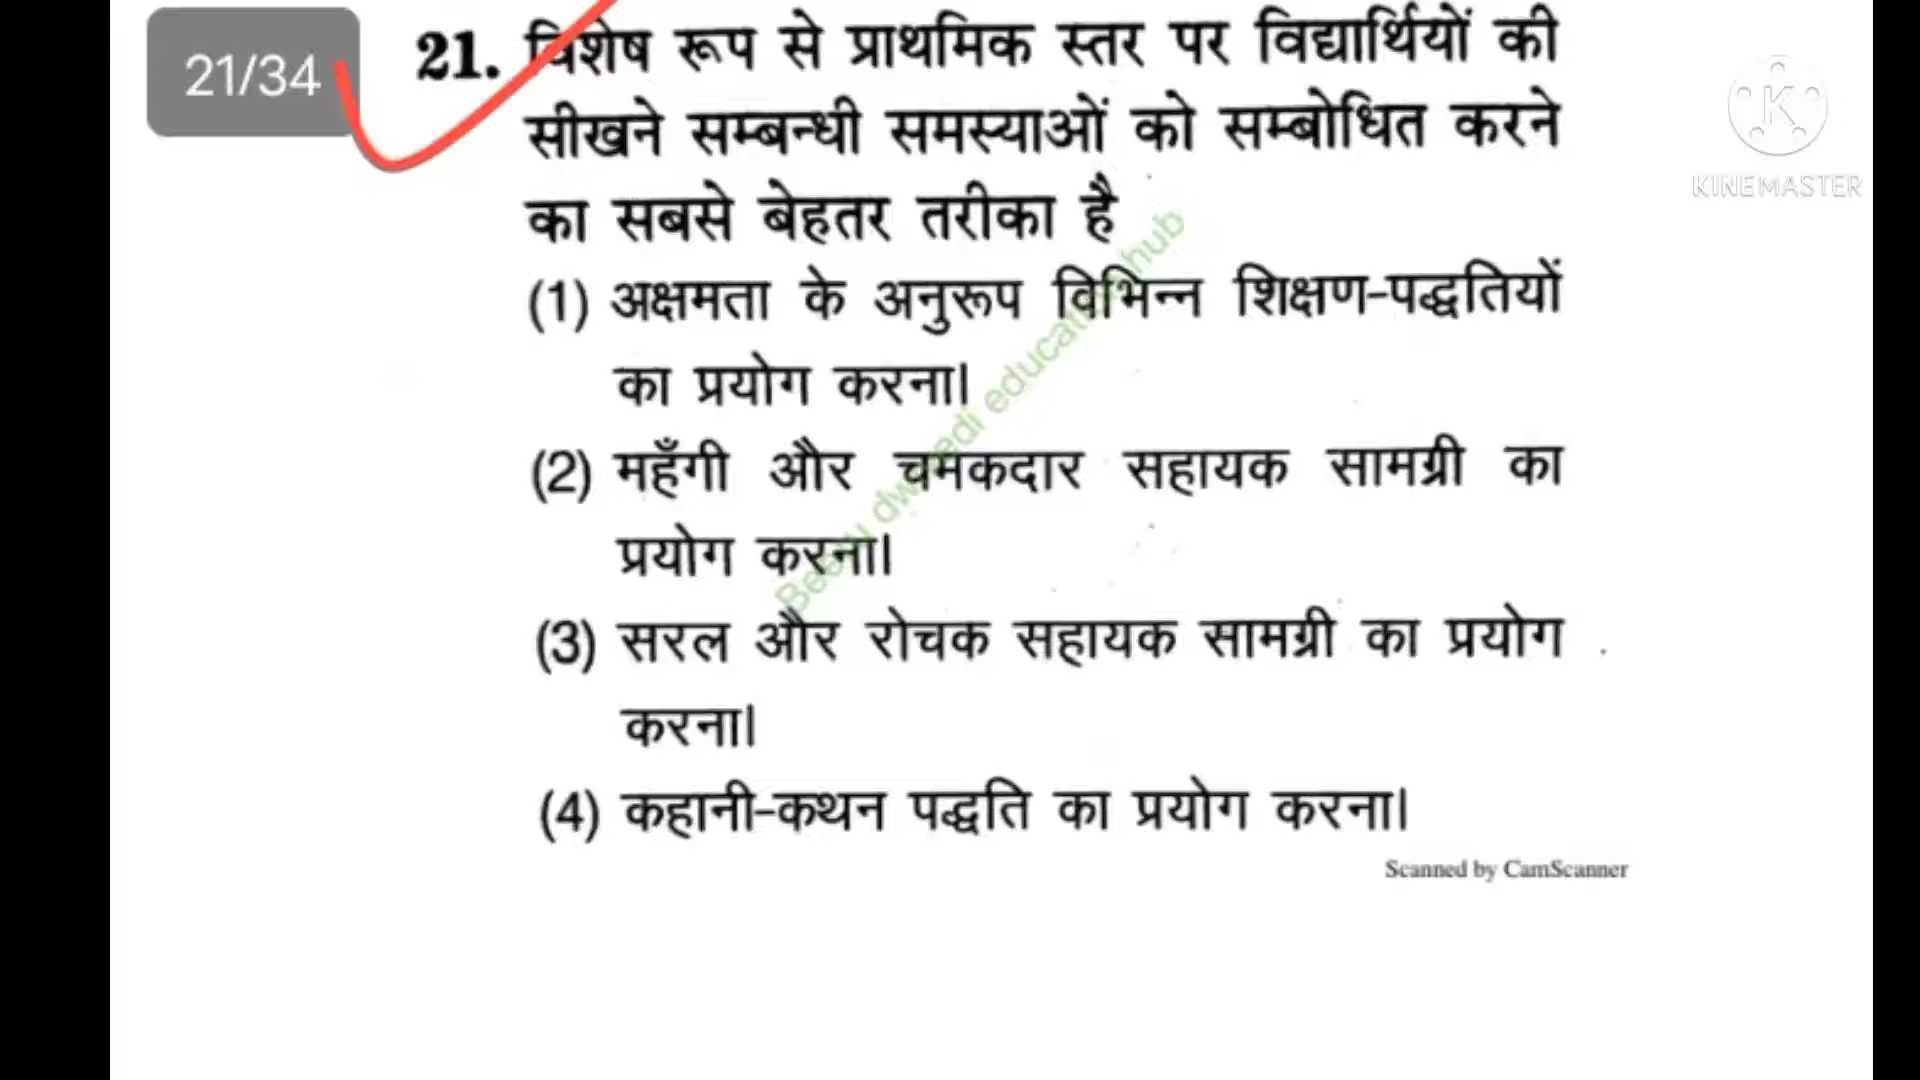 21/34
21. विशेष रूप से प्राथमिक स्तर पर विद्यार्थियों की
सीखने सम्बन्धी समस्याओं को सम्बोधित करने
का सबसे बेहतर तरीका है
(1) अक्षमता के अनुरूप विभिन्न शिक्षण-पद्धतियों
का प्रयोग करना।
(2) महँगी और चमकदार सहायक सामग्री का
प्रयोग करना।
(3) सरल और रोचक सहायक सामग्री का प्रयोग
करना।
(4) कहानी-कथन पद्धति का प्रयोग करना।
Scanned by CamScanner
K
KINEMASTER
education hub